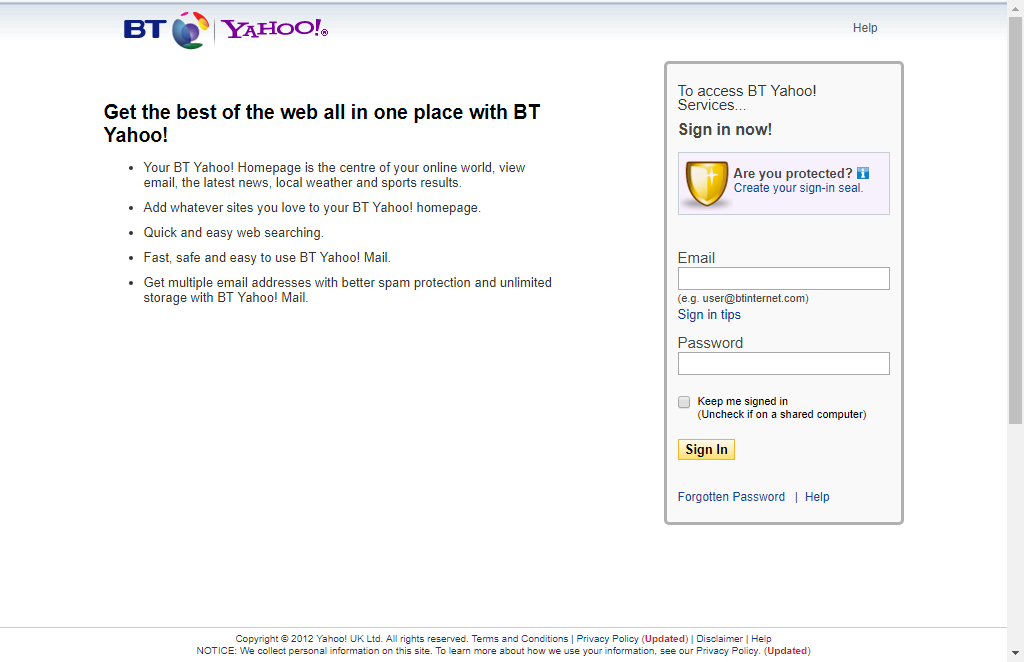 BT YAHOO!®
Help
Get the best of the web all in one place with BT
Yahoo!
• Your BT Yahoo! Homepage is the centre of your online world, view
email, the latest news, local weather and sports results.
• Add whatever sites you love to your BT Yahoo! homepage.
• Quick and easy web searching.
• Fast, safe and easy to use BT Yahoo! Mail.
• Get multiple email addresses with better spam protection and unlimited
storage with BT Yahoo! Mail.
To access BT Yahoo!
Services...
Sign in now!
Are you protected? i
Create your sign-in seal.
Email
(e.g. user@btinternet.com)
Sign in tips
Password
Keep me signed in
(Uncheck if on a shared computer)
Sign In
Forgotten Password | Help
Copyright © 2012 Yahoo! UK Ltd. All rights reserved. Terms and Conditions | Privacy Policy (Updated) | Disclaimer | Help
NOTICE: We collect personal information on this site. To learn more about how we use your information, see our Privacy Policy. (Updated)